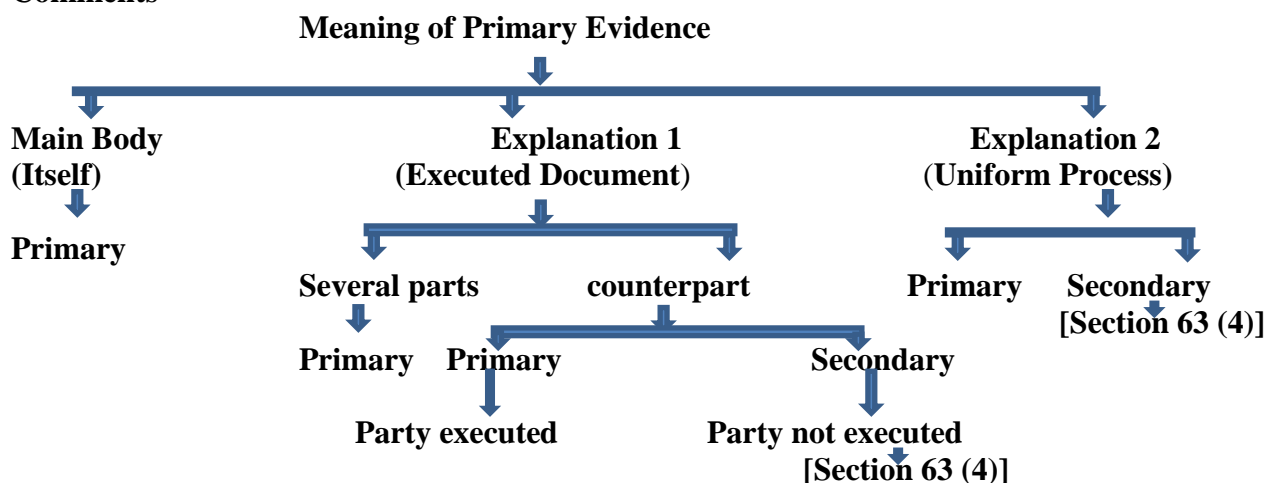 Comments
Meaning of Primary Evidence
Main Body Explanation 1 Explanation 2
(Itself) (Executed Document) (Uniform Process)
Primary
Several parts counterpart Primary Secondary
[Section 63 (4)]
Primary Primary Secondary
Party executed Party not executed
[Section 63 (4)]